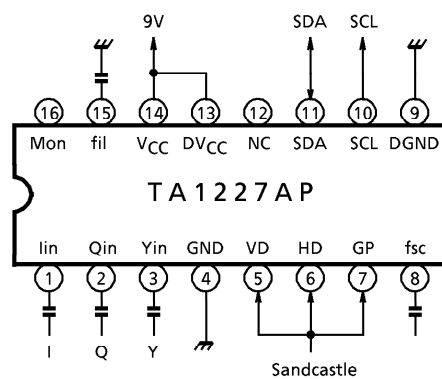 9V SDA SCL
16 15 14 13 12 11 10 9
Mon fil VCC DVCC NC SDA SCL DGND
TA1227AP
Iin Qin Yin GND VD HD GP fsc
1 2 3 4 5 6 7 8
I Q Y
Sandcastle